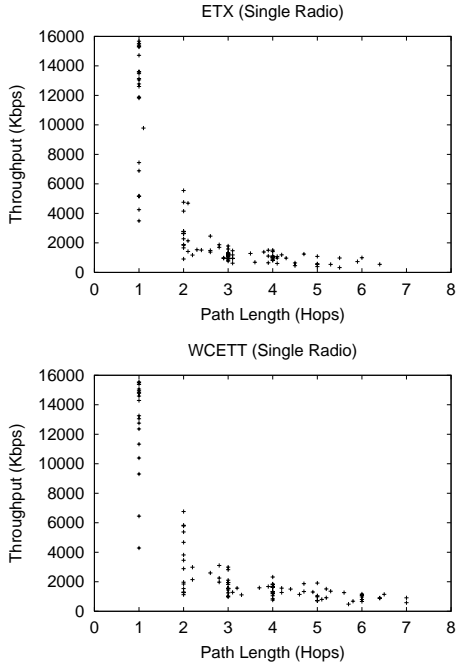 ETX (Single Radio)
16000
14000
12000
10000
8000
6000
4000
2000
0
Throughput (Kbps)
0 1 2 3 4 5 6 7 8
Path Length (Hops)
WCETT (Single Radio)
16000
14000
12000
10000
8000
6000
4000
2000
0
Throughput (Kbps)
0 1 2 3 4 5 6 7 8
Path Length (Hops)